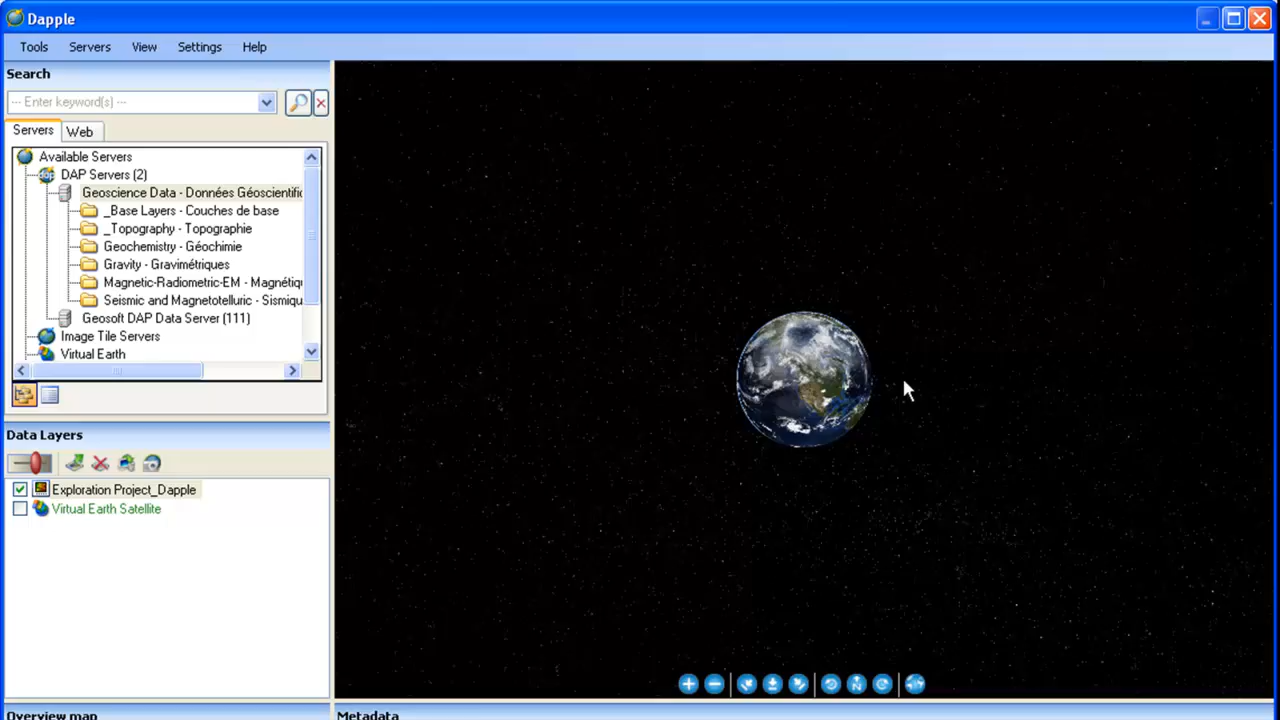 Dapple
Tools Servers View Settings Help
Search
--- Enter keyword(s) ---
Servers Web
Available Servers
DAP Servers (2)
Geoscience Data - Données Géoscientific
_Base Layers - Couches de base
_Topography - Topographie
Geochemistry - Géochimie
Gravity - Gravimétriques
Magnetic-Radiometric-EM - Magnétiq
Seismic and Magnetotelluric - Sismiqu
Geosoft DAP Data Server (111)
Image Tile Servers
Virtual Earth
Data Layers
Exploration Project_Dapple
Virtual Earth Satellite
Overview map
Metadata